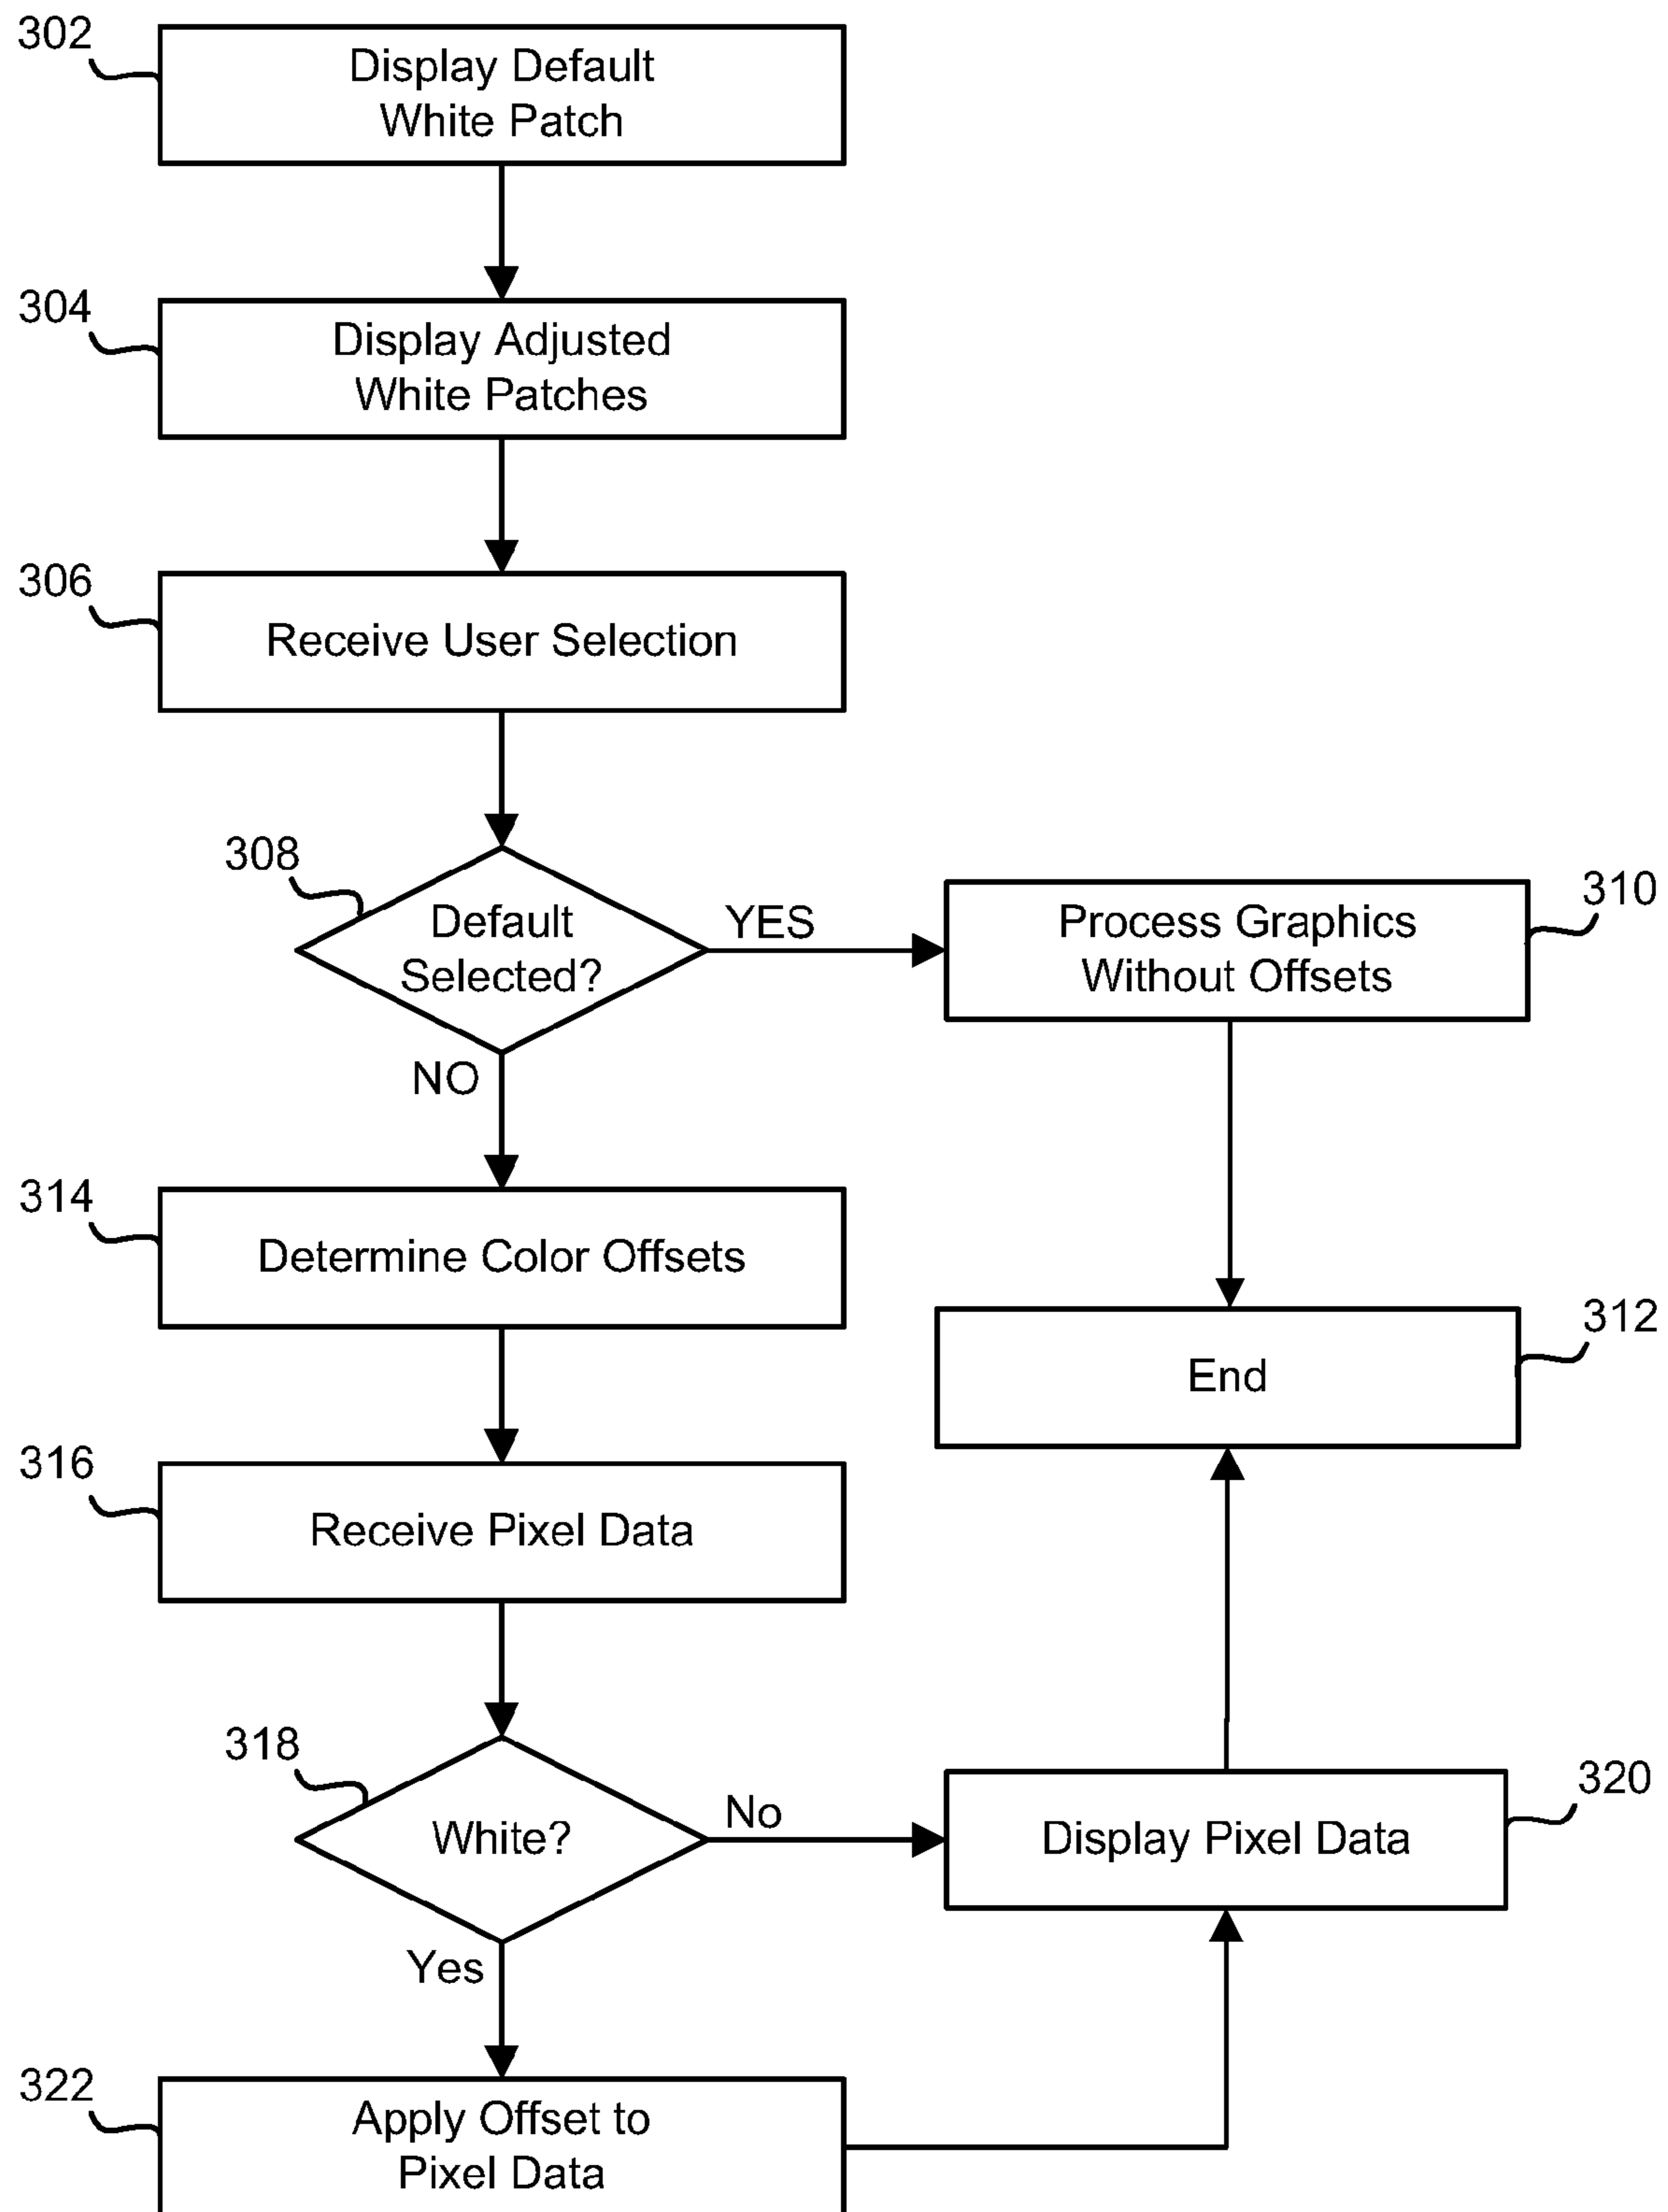 302
Display Default
White Patch
304
Display Adjusted
White Patches
306
Receive User Selection
308
Default
Selected?
YES
NO
Process Graphics
Without Offsets
310
314
Determine Color Offsets
End
312
316
Receive Pixel Data
318
White?
No
Yes
Display Pixel Data
320
322
Apply Offset to
Pixel Data